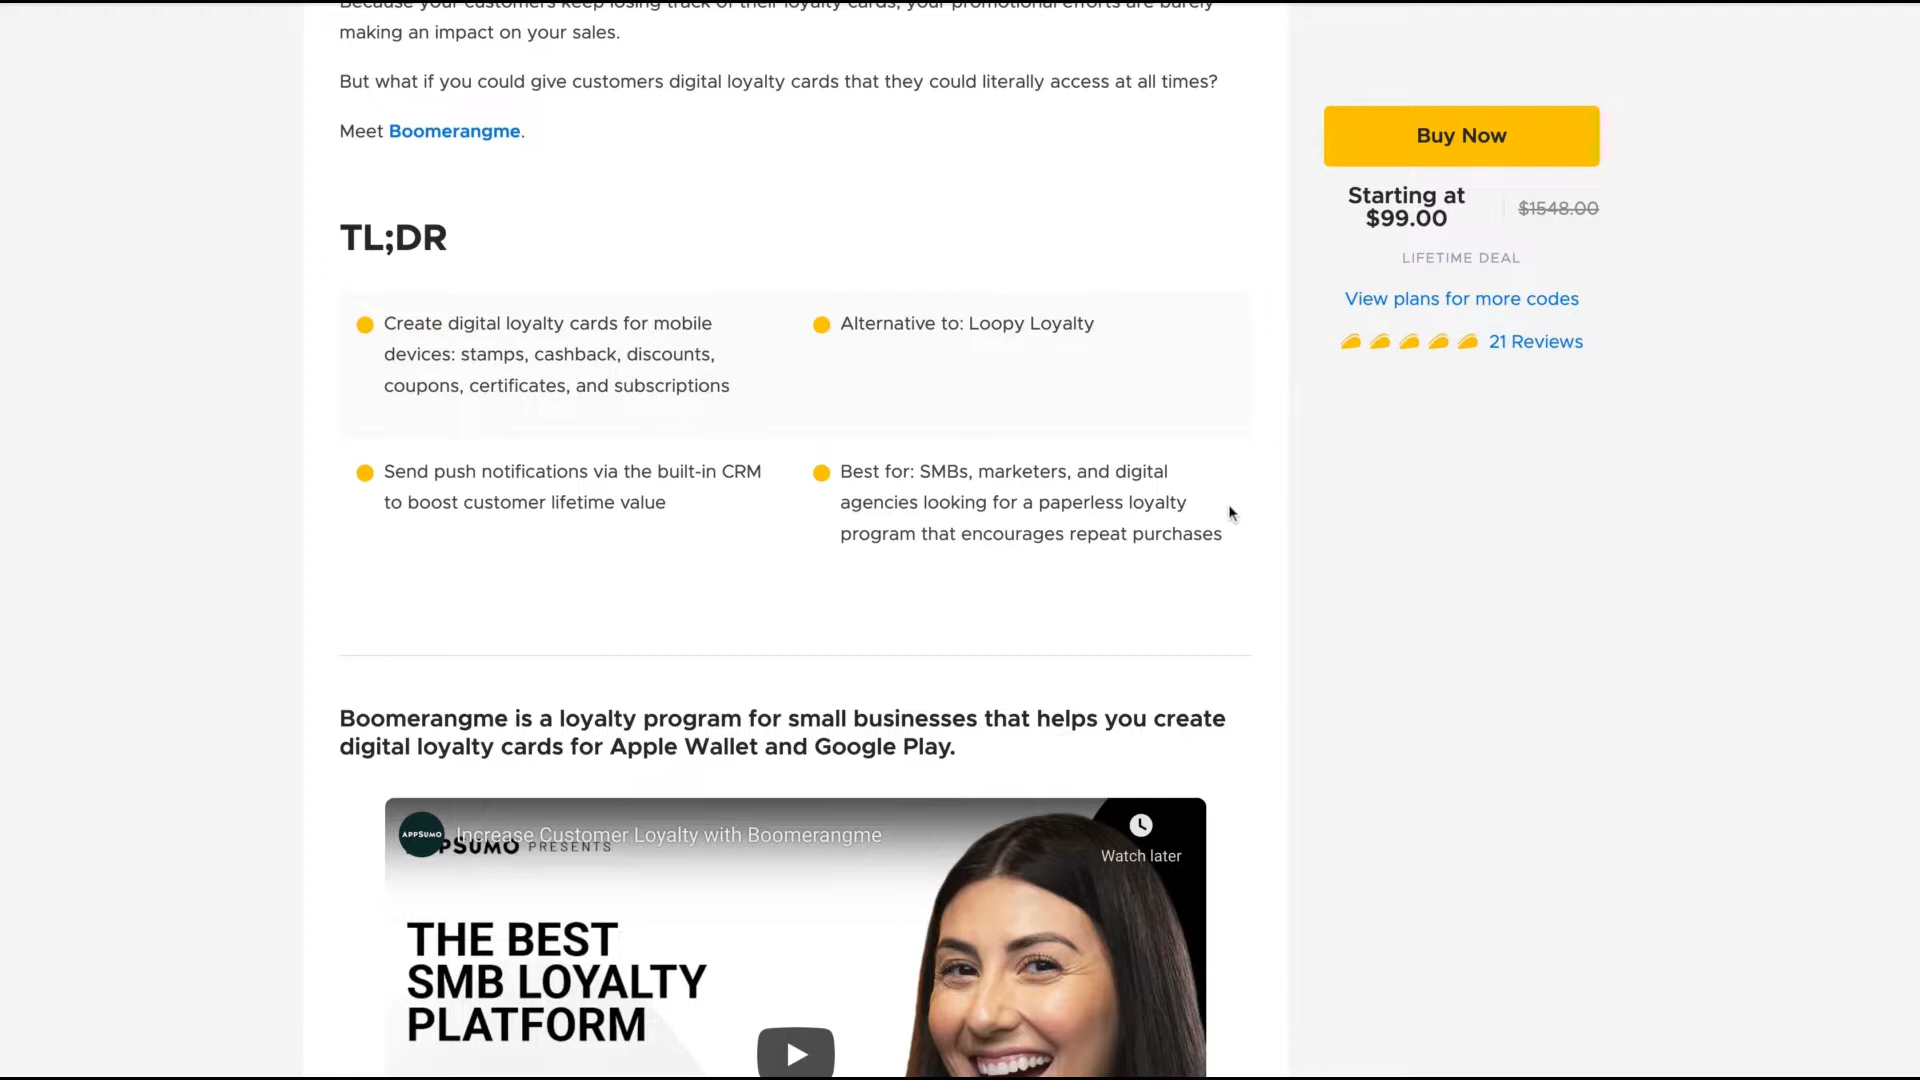 Because your customers keep losing track of their loyalty cards, your promotional efforts are barely
making an impact on your sales.
But what if you could give customers digital loyalty cards that they could literally access at all times?
Meet Boomerangme.
TL;DR
Create digital loyalty cards for mobile
devices: stamps, cashback, discounts,
coupons, certificates, and subscriptions
Alternative to: Loopy Loyalty
Send push notifications via the built-in CRM
to boost customer lifetime value
Best for: SMBs, marketers, and digital
agencies looking for a paperless loyalty
program that encourages repeat purchases
Boomerangme is a loyalty program for small businesses that helps you create
digital loyalty cards for Apple Wallet and Google Play.
APPSUMO
Increase Customer Loyalty with Boomerangme
PSUMO PRESENTS
Watch later
THE BEST
SMB LOYALTY
PLATFORM
Buy Now
Starting at
$99.00
$1548.00
LIFETIME DEAL
View plans for more codes
21 Reviews